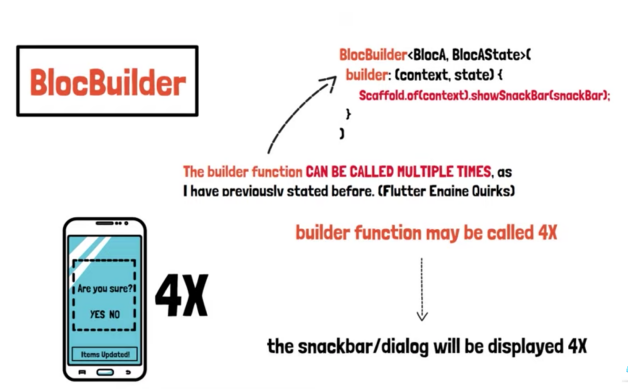 BlocBuilder
BlocBuilder<BlocA, BlocAState>(
builder: (context, state) {
Scaffold.of(context).showSnackBar(snackBar);
}
)
The builder function CAN BE CALLED MULTIPLE TIMES, as
I have previously stated before. (Flutter Engine Quirks)
builder function may be called 4X
Are you sure?
YES NO
Items Updated!
4X
the snackbar/dialog will be displayed 4X